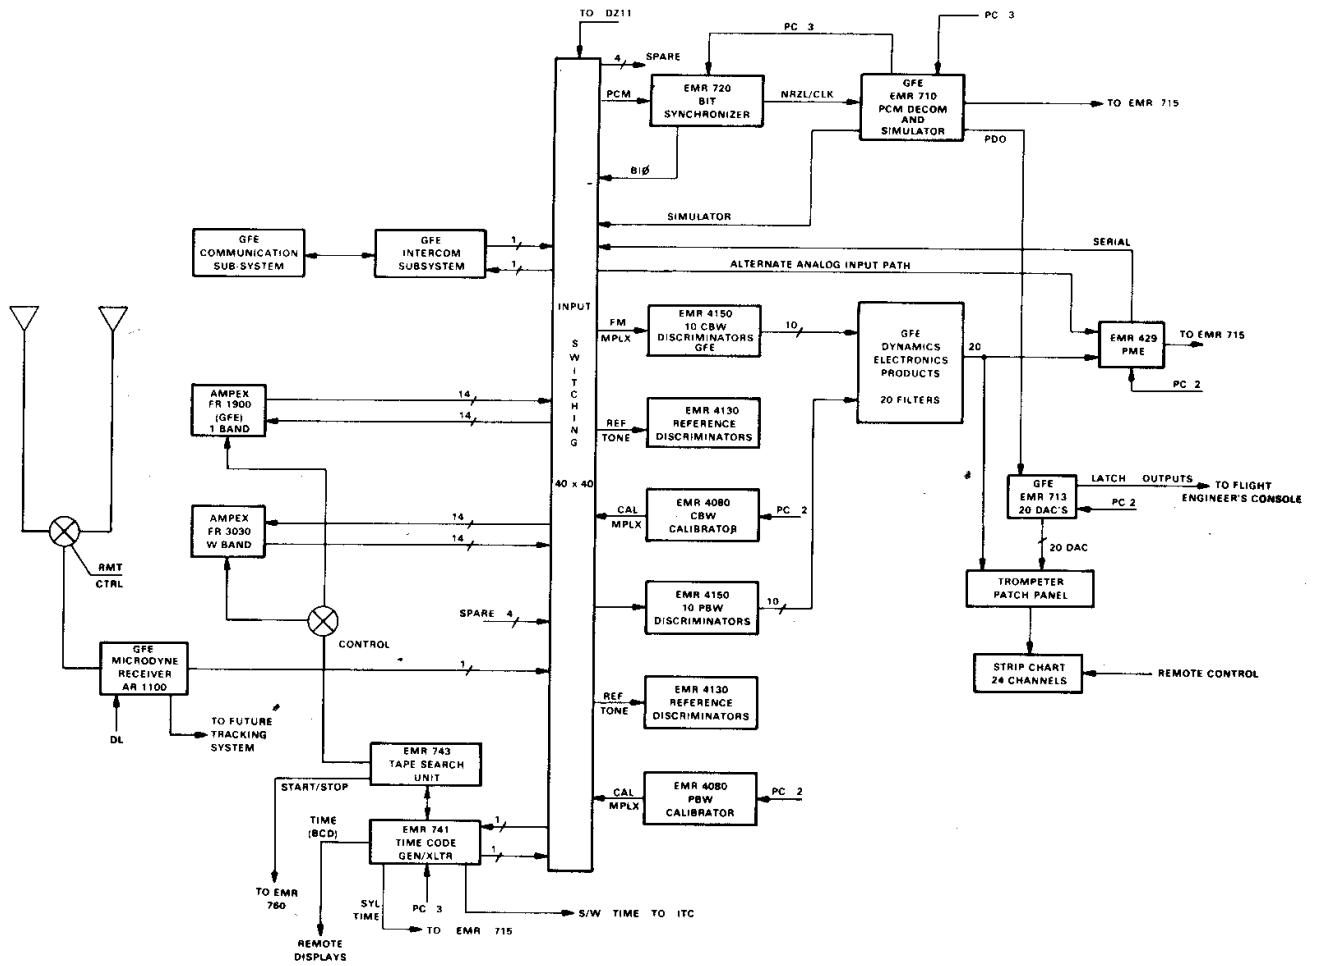 TO DZ11
PC 3
PC 3
4
SPARE
PCM
EMR 720
BIT
SYNCHRONIZER
NRZL/CLK
GFE
EMR 710
PCM DECOM
AND
SIMULATOR
TO EMR 715
PDO
BIØ
SIMULATOR
GFE
COMMUNICATION
SUB-SYSTEM
GFE
INTERCOM
SUBSYSTEM
1
1
SERIAL
ALTERNATE ANALOG INPUT PATH
INPUT
SWITCHING
40 x 40
FM
MPLX
EMR 4150
10 CBW
DISCRIMINATORS
GFE
10
GFE
DYNAMICS
ELECTRONICS
PRODUCTS
20 FILTERS
20
EMR 429
PME
TO EMR 715
PC 2
AMPEX
FR 1900
(GFE)
1 BAND
14
14
REF
TONE
EMR 4130
REFERENCE
DISCRIMINATORS
AMPEX
FR 3030
W BAND
14
14
CAL
MPLX
EMR 4080
CBW
CALIBRATOR
PC 2
GFE
EMR 713
20 DAC'S
LATCH OUTPUTS
TO FLIGHT
ENGINEER'S CONSOLE
PC 2
20 DAC
RMT
CTRL
SPARE 4
CONTROL
EMR 4150
10 PBW
DISCRIMINATORS
10
TROMPETER
PATCH PANEL
GFE
MICRODYNE
RECEIVER
AR 1100
1
DL
TO FUTURE
TRACKING
SYSTEM
REF
TONE
EMR 4130
REFERENCE
DISCRIMINATORS
STRIP CHART
24 CHANNELS
REMOTE CONTROL
EMR 743
TAPE SEARCH
UNIT
START/STOP
CAL
MPLX
EMR 4080
PBW
CALIBRATOR
PC 2
TIME
(BCD)
EMR 741
TIME CODE
GEN/XLTR
1
1
TO EMR
760
SYL
TIME
PC 3
S/W TIME TO ITC
TO EMR 715
REMOTE
DISPLAYS